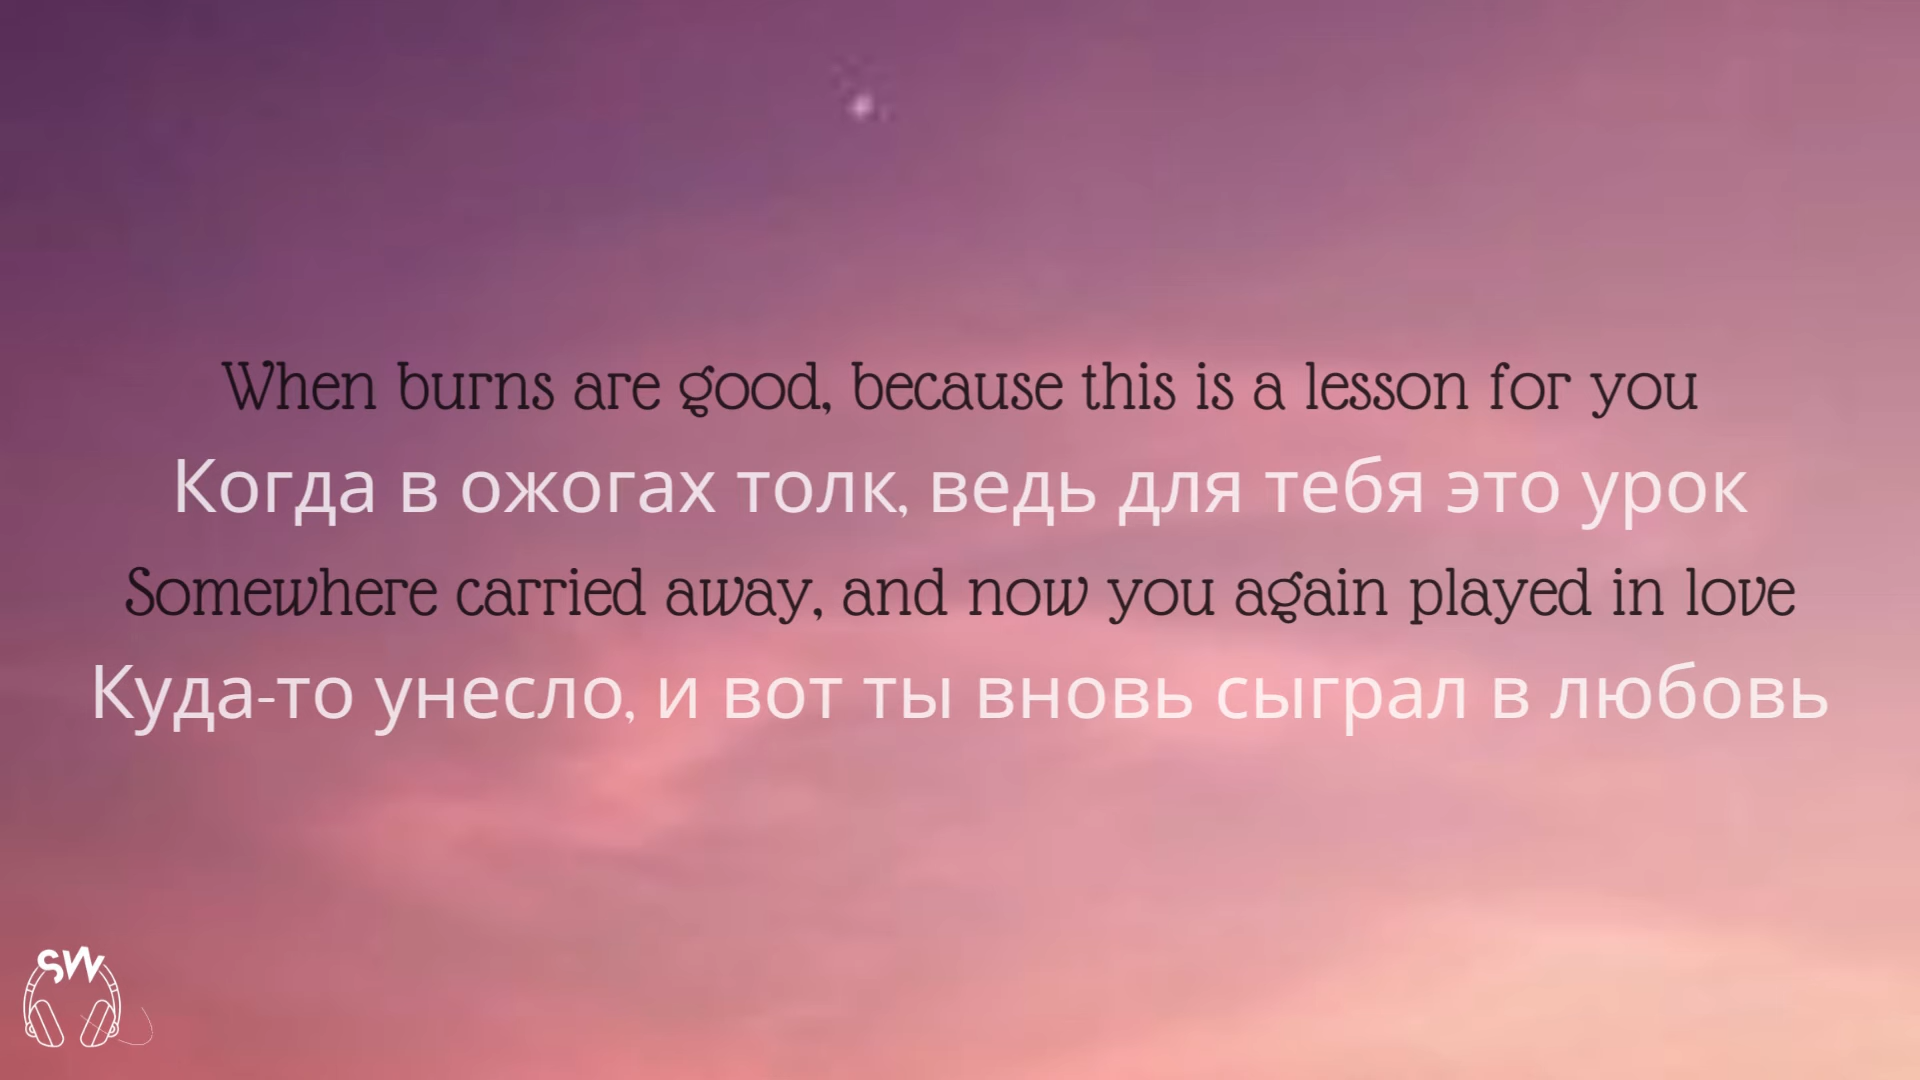 When burns are good, because this is a lesson for you
Когда в ожогах толк, ведь для тебя это урок
Somewhere carried away, and now you again played in love
Куда-то унесло, и вот ты вновь сыграл в любовь
SW